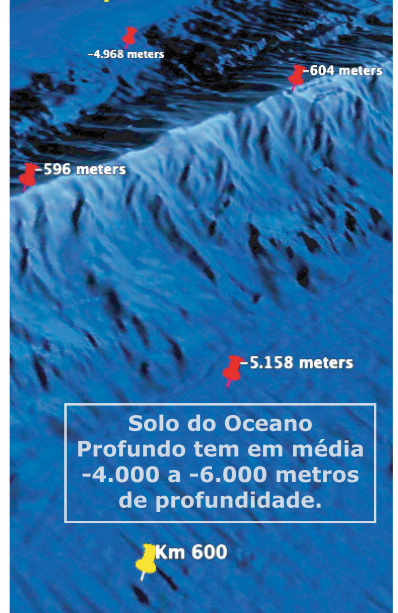 -4.968 meters
-604 meters
-596 meters
-5.158 meters
Solo do Oceano
Profundo tem em média
-4.000 a -6.000 metros
de profundidade.
Km 600